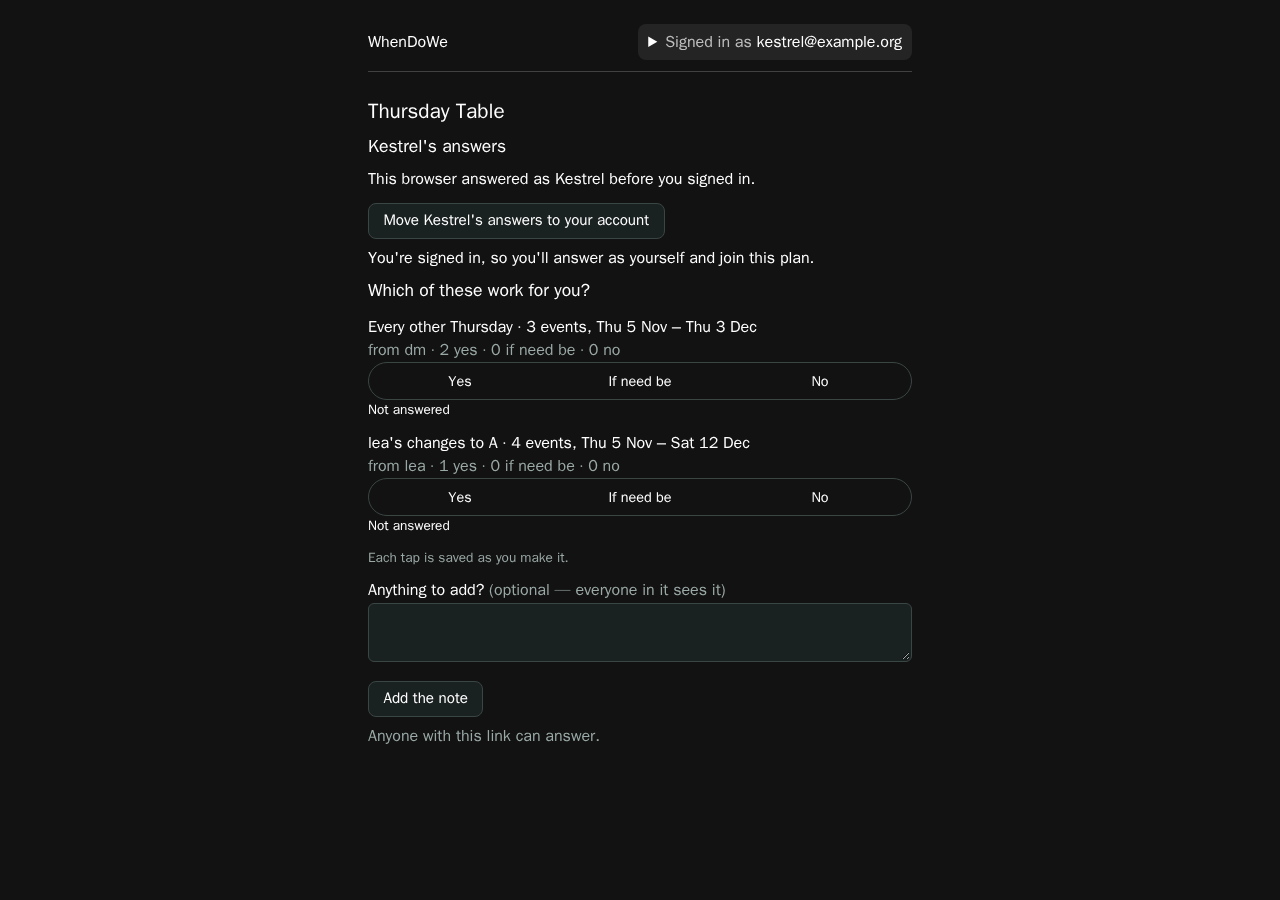 WhenDoWe
Signed in as kestrel@example.org
Thursday Table
Kestrel's answers
This browser answered as Kestrel before you signed in.
Move Kestrel's answers to your account
You're signed in, so you'll answer as yourself and join this plan.
Which of these work for you?
Every other Thursday · 3 events, Thu 5 Nov – Thu 3 Dec
from dm · 2 yes · 0 if need be · 0 no
Yes If need be No
Not answered
lea's changes to A · 4 events, Thu 5 Nov – Sat 12 Dec
from lea · 1 yes · 0 if need be · 0 no
Yes If need be No
Not answered
Each tap is saved as you make it.
Anything to add? (optional — everyone in it sees it)
Add the note
Anyone with this link can answer.